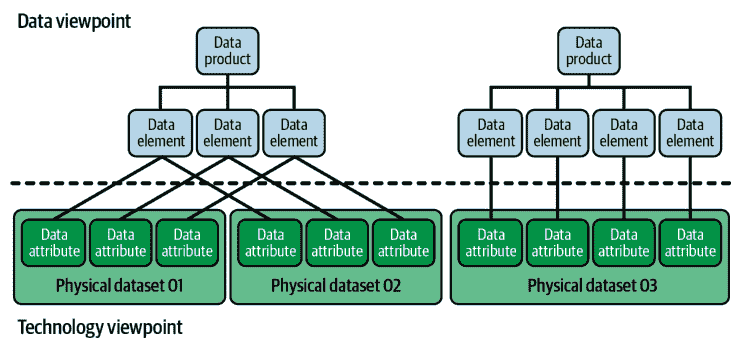 Data viewpoint
Data
product
Data
product
Data
element
Data
element
Data
element
Data
element
Data
element
Data
element
Data
element
Data
attribute
Data
attribute
Data
attribute
Data
attribute
Data
attribute
Data
attribute
Data
attribute
Data
attribute
Data
attribute
Data
attribute
Physical dataset 01
Physical dataset 02
Physical dataset 03
Technology viewpoint